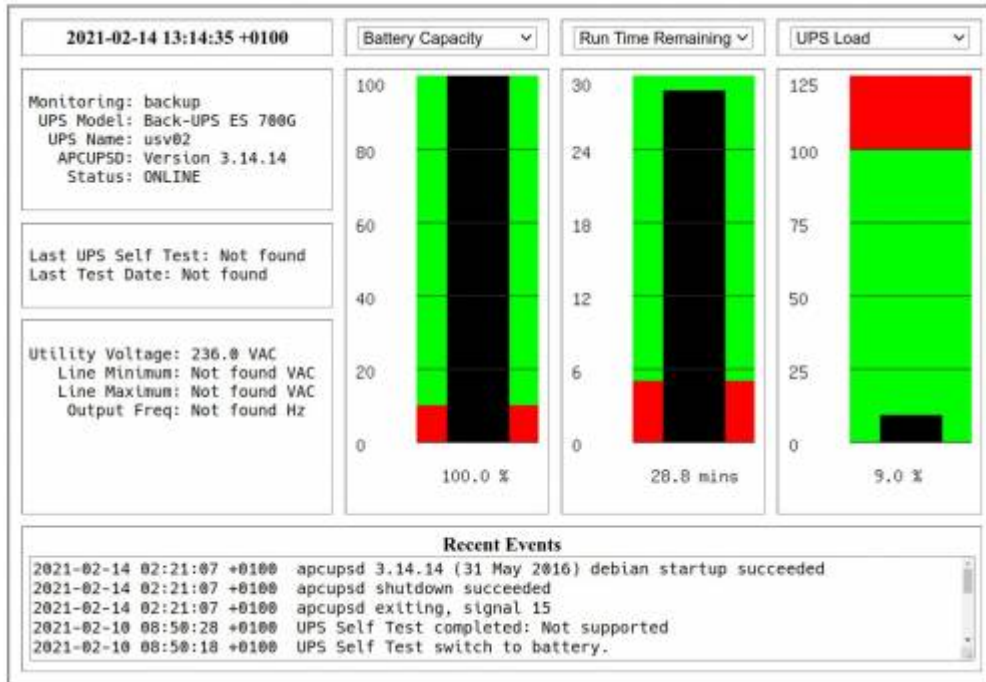 2021-02-14 13:14:35 +0100
Battery Capacity
Run Time Remaining
UPS Load
Monitoring: backup
UPS Model: Back-UPS ES 700G
UPS Name: usv02
APCUPSD: Version 3.14.14
Status: ONLINE
Last UPS Self Test: Not found
Last Test Date: Not found
Utility Voltage: 236.0 VAC
Line Minimum: Not found VAC
Line Maximum: Not found VAC
Output Freq: Not found Hz
100
80
60
40
20
0
100.0 %
30
24
18
12
6
0
28.8 mins
125
100
75
50
25
0
9.0 %
Recent Events
2021-02-14 02:21:07 +0100 apcupsd 3.14.14 (31 May 2016) debian startup succeeded
2021-02-14 02:21:07 +0100 apcupsd shutdown succeeded
2021-02-14 02:21:07 +0100 apcupsd exiting, signal 15
2021-02-10 08:50:28 +0100 UPS Self Test completed: Not supported
2021-02-10 08:50:18 +0100 UPS Self Test switch to battery.